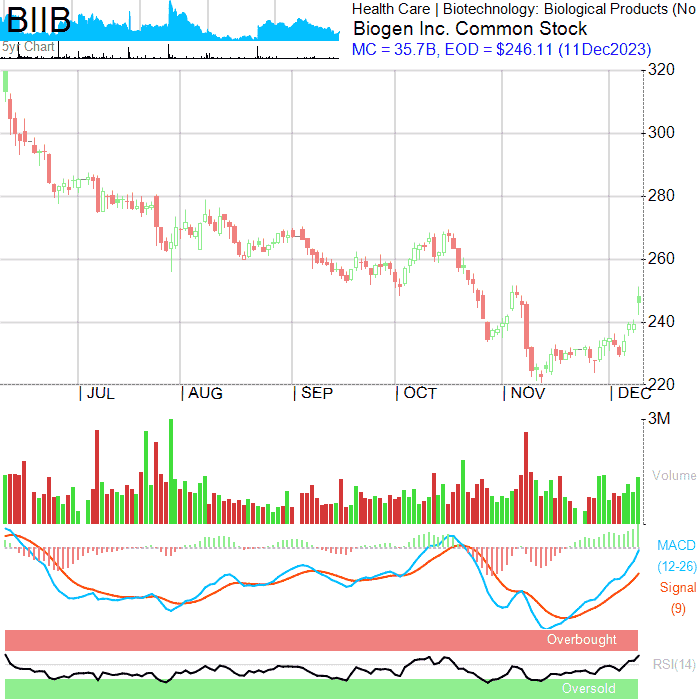 BIIB
5yr Chart
Health Care | Biotechnology: Biological Products (No
Biogen Inc. Common Stock
MC = 35.7B, EOD = $246.11 (11Dec2023)
320
300
280
260
240
220
JUL
AUG
SEP
OCT
NOV
DEC
3M
Volume
MACD
(12-26)
Signal
(9)
Overbought
RSI(14)
Oversold